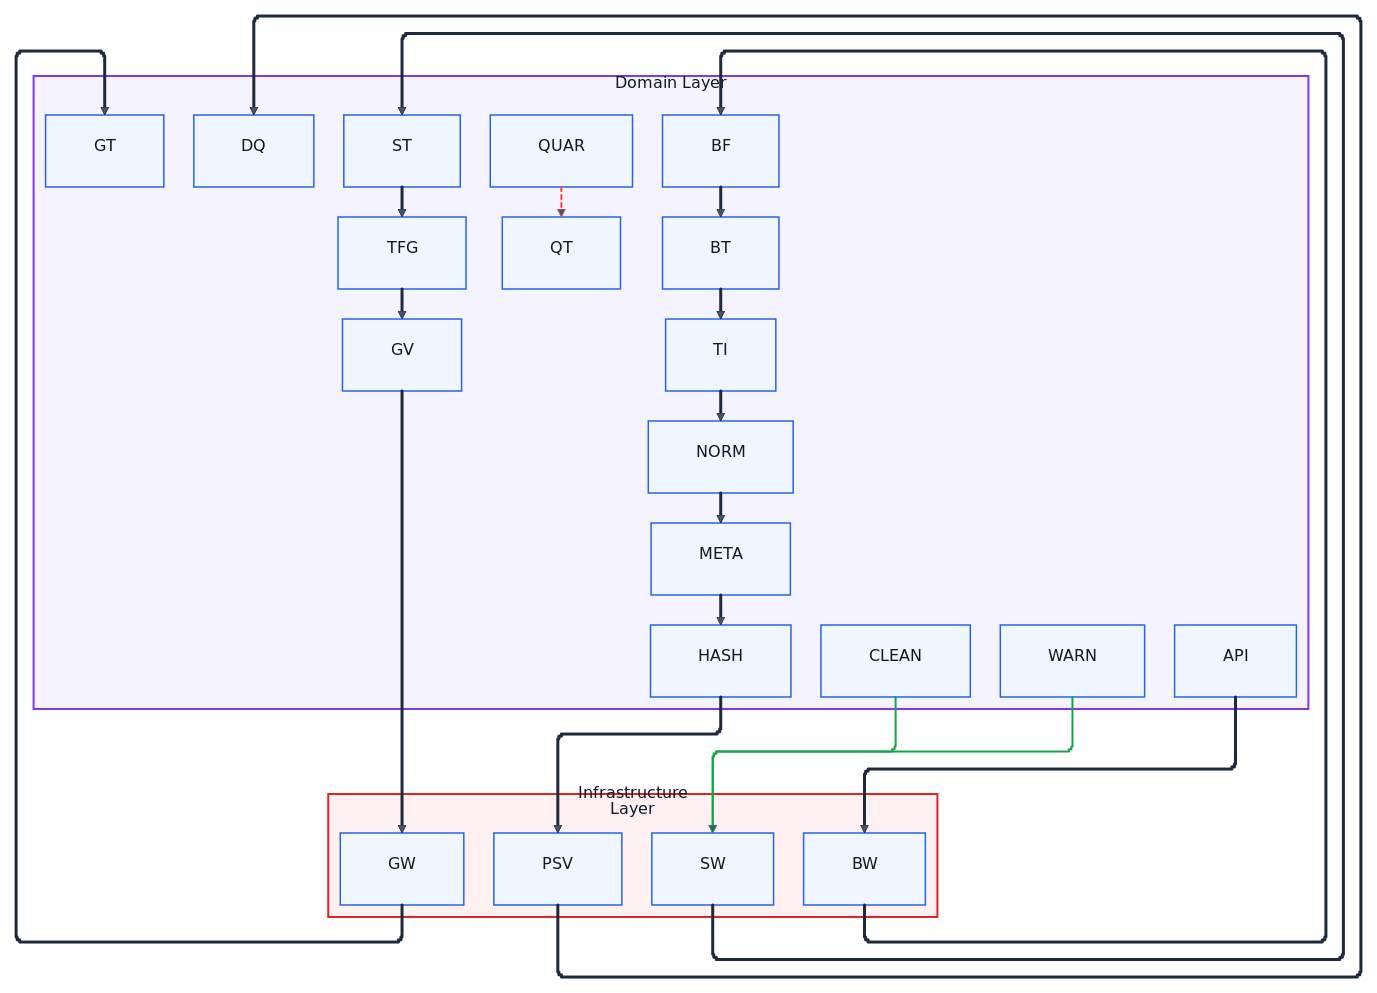 Domain Layer
GT
DQ
ST
QUAR
BF
TFG
QT
BT
GV
TI
NORM
META
HASH
CLEAN
WARN
API
Infrastructure
Layer
GW
PSV
SW
BW